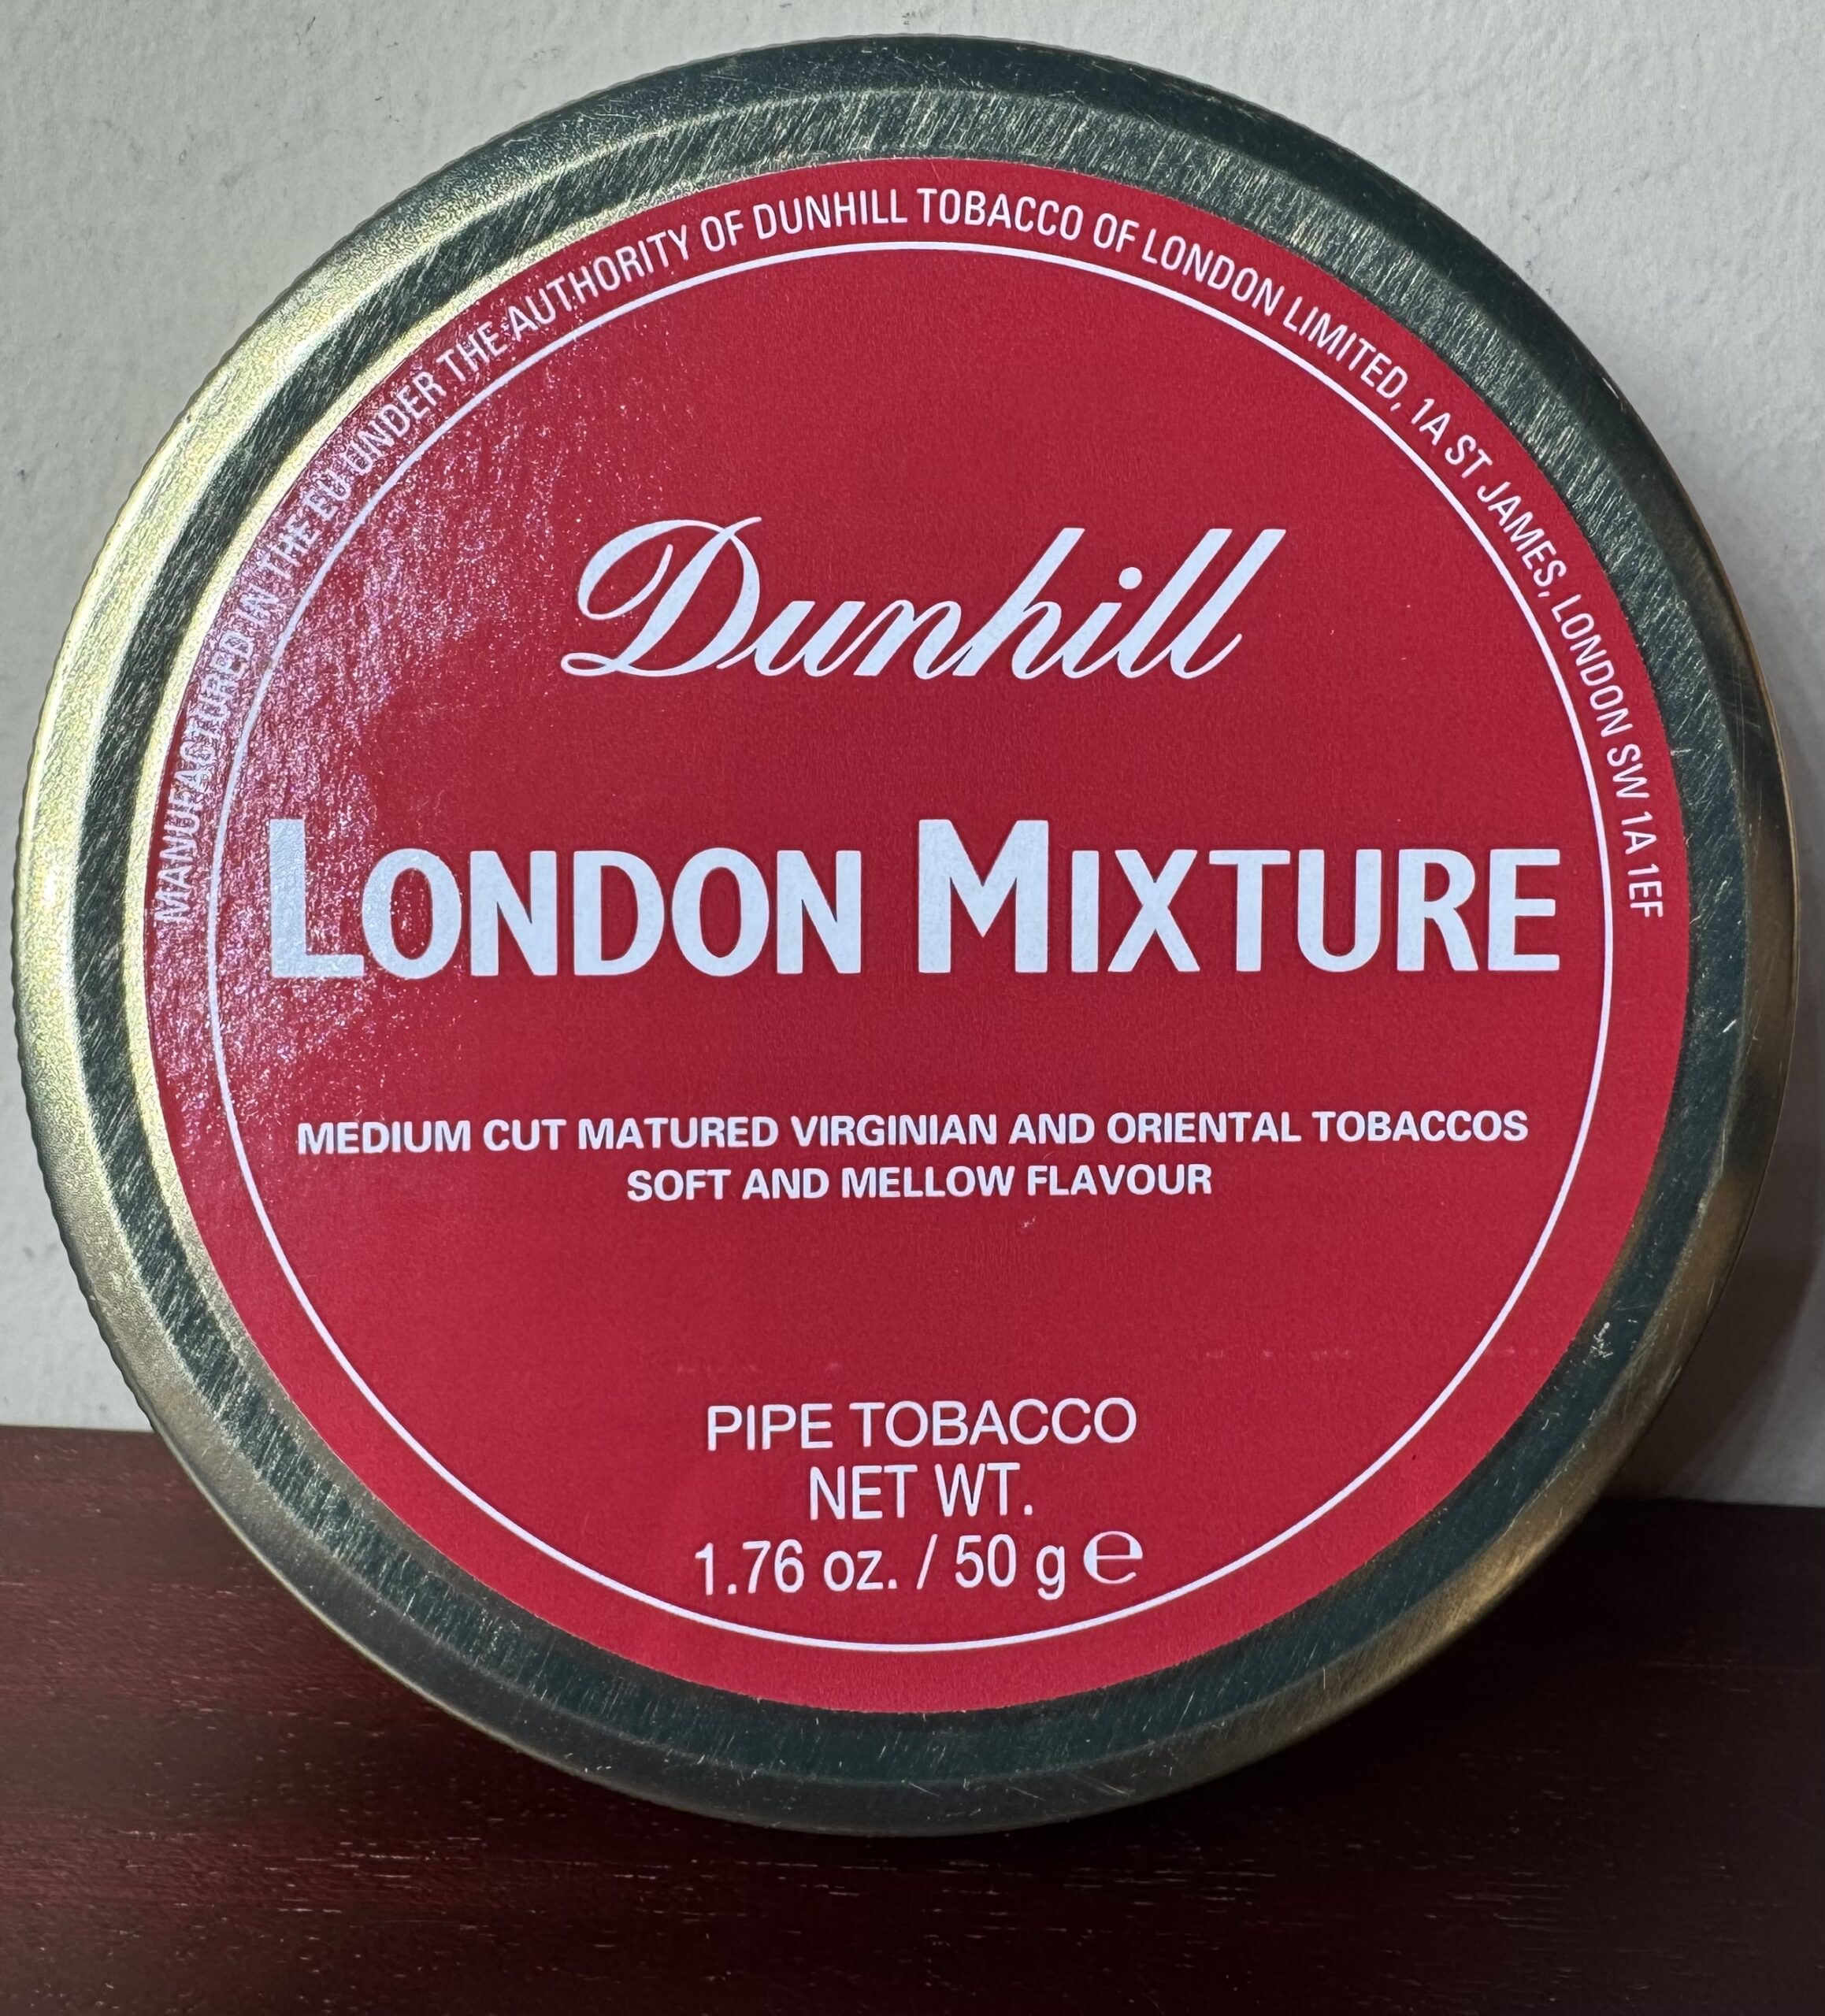 MANUFACTURED IN THE EU UNDER THE AUTHORITY OF DUNHILL TOBACCO OF LONDON LIMITED, 1A ST JAMES, LONDON SW 1A 1EF
Dunhill
LONDON MIXTURE
MEDIUM CUT MATURED VIRGINIAN AND ORIENTAL TOBACCOS
SOFT AND MELLOW FLAVOUR
PIPE TOBACCO
NET WT.
1.76 oz. / 50 g ℮